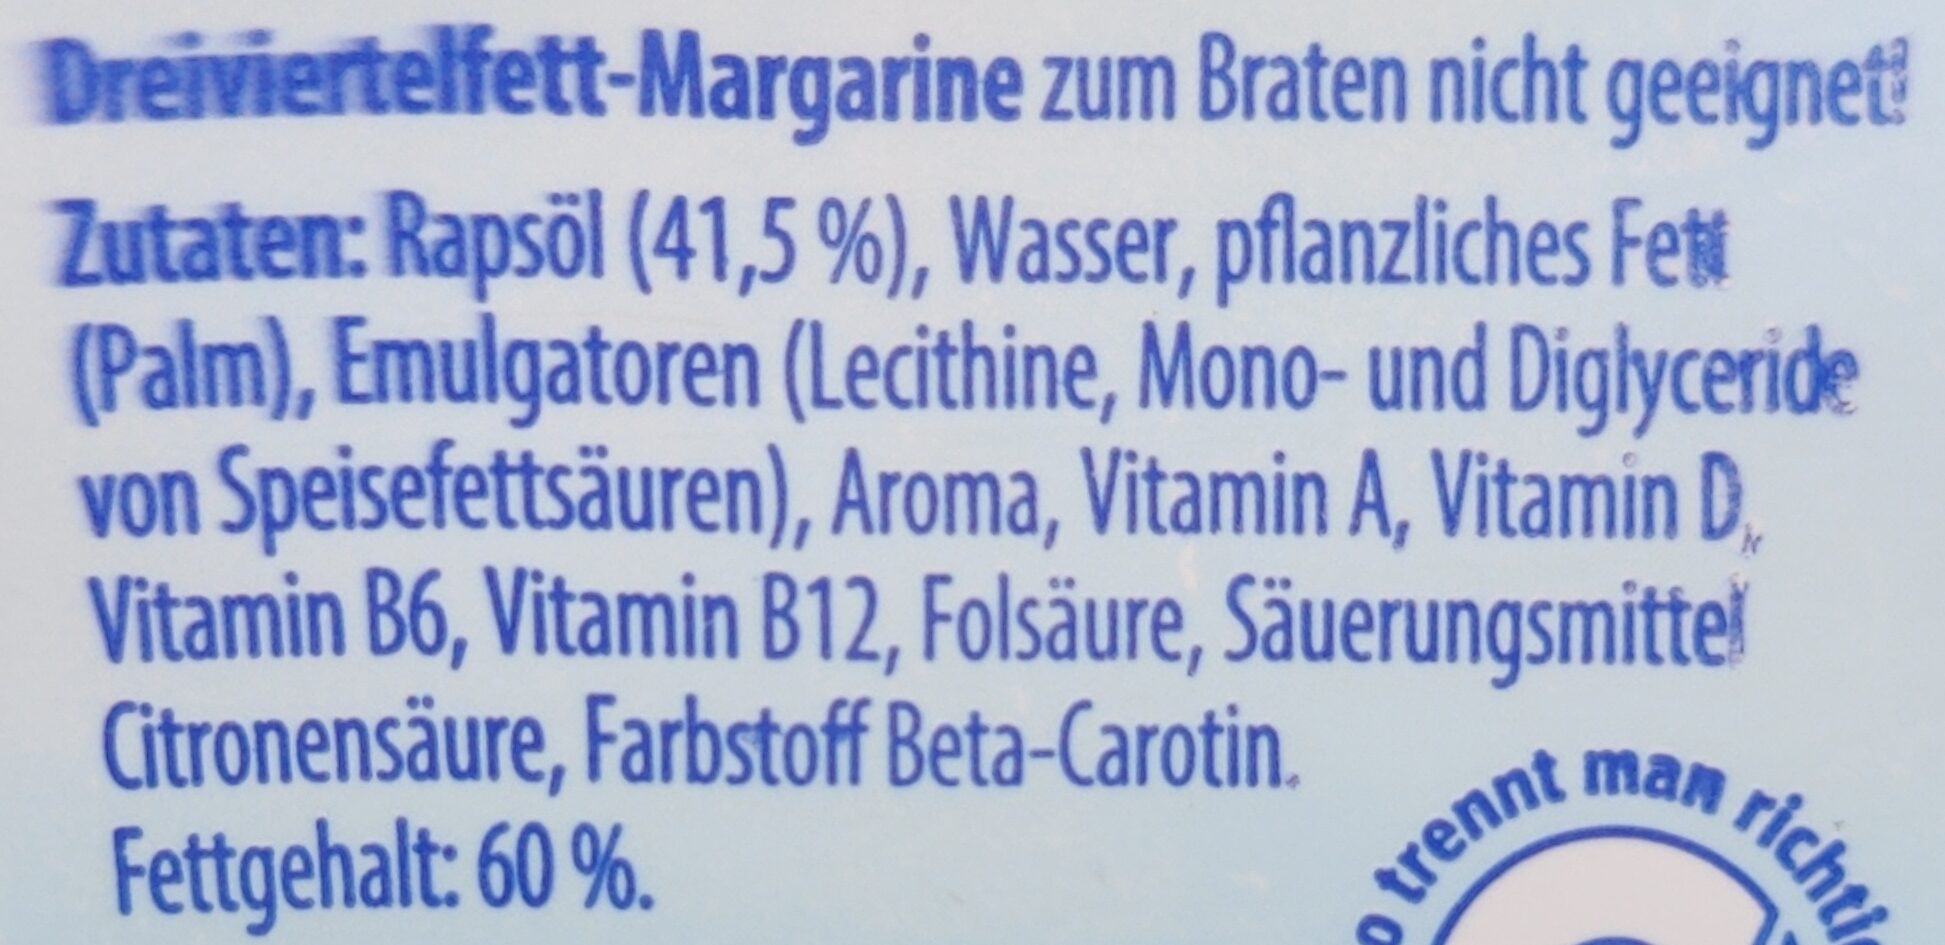 Dreiviertelfett-Margarine zum Braten nicht geeignet!
Zutaten: Rapsöl (41,5 %), Wasser, pflanzliches Fett
(Palm), Emulgatoren (Lecithine, Mono- und Diglyceride
von Speisefettsäuren), Aroma, Vitamin A, Vitamin D,
Vitamin B6, Vitamin B12, Folsäure, Säuerungsmittel
Citronensäure, Farbstoff Beta-Carotin.
Fettgehalt: 60 %.
trennt man